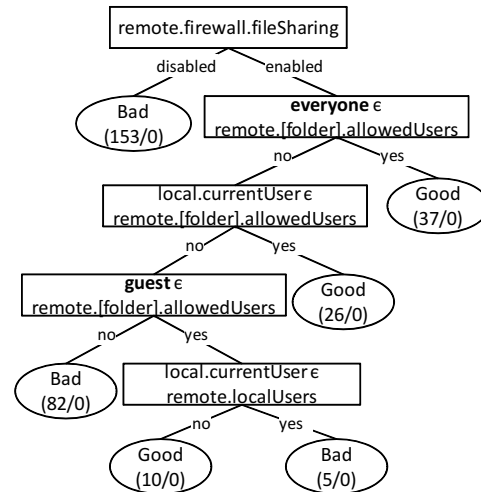 remote.firewall.fileSharing
disabled
enabled
Bad
(153/0)
everyone ϵ
remote.[folder].allowedUsers
no
yes
local.currentUser ϵ
remote.[folder].allowedUsers
Good
(37/0)
no
yes
guest ϵ
remote.[folder].allowedUsers
Good
(26/0)
no
yes
Bad
(82/0)
local.currentUser ϵ
remote.localUsers
no
yes
Good
(10/0)
Bad
(5/0)